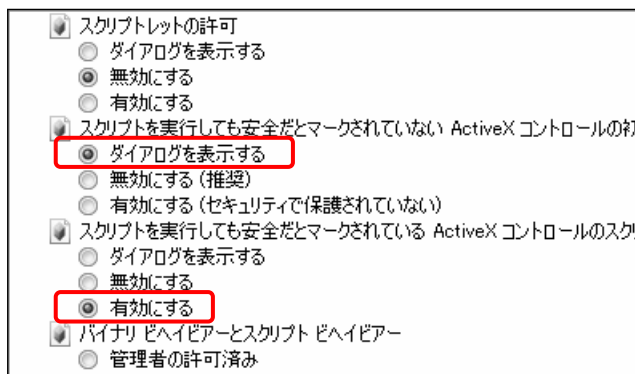 スクリプトレットの許可
ダイアログを表示する
無効にする
有効にする
スクリプトを実行しても安全だとマークされていない ActiveX コントロールの初
ダイアログを表示する
無効にする (推奨)
有効にする (セキュリティで保護されていない)
スクリプトを実行しても安全だとマークされている ActiveX コントロールのスク
ダイアログを表示する
無効にする
有効にする
バイナリ ビヘイビアーとスクリプト ビヘイビアー
管理者の許可済み